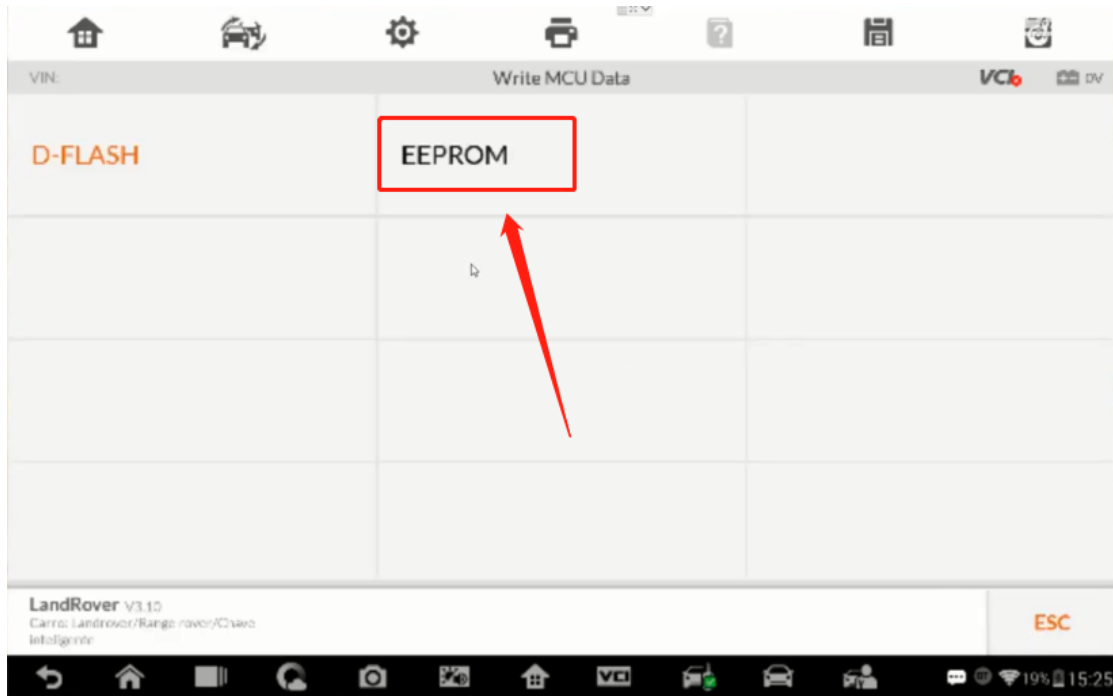 VIN:
Write MCU Data
VCI
DV
D-FLASH
EEPROM
LandRover V3.10
Carro: Landrover/Range rover/Chave
inteligente
ESC
VCI
19%
15:25